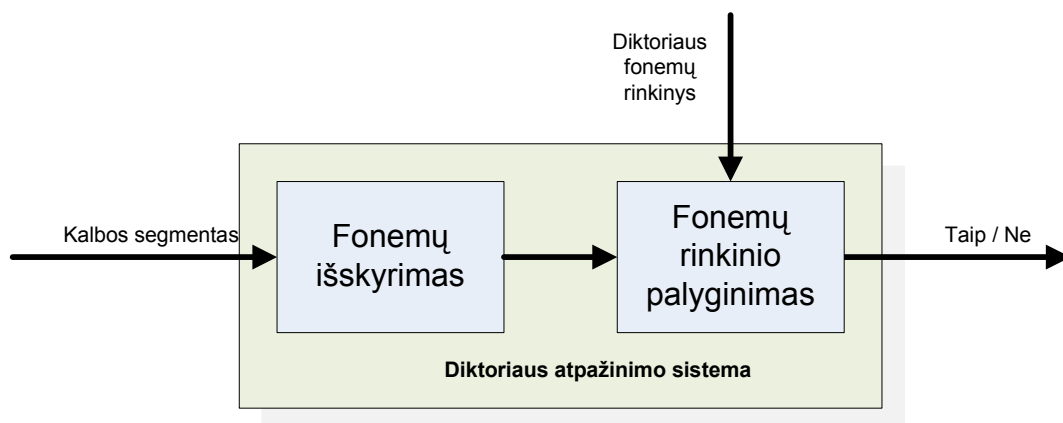 Diktoriaus
fonemų
rinkinys
Kalbos segmentas
Fonemų
išskyrimas
Fonemų
rinkinio
palyginimas
Taip / Ne
Diktoriaus atpažinimo sistema